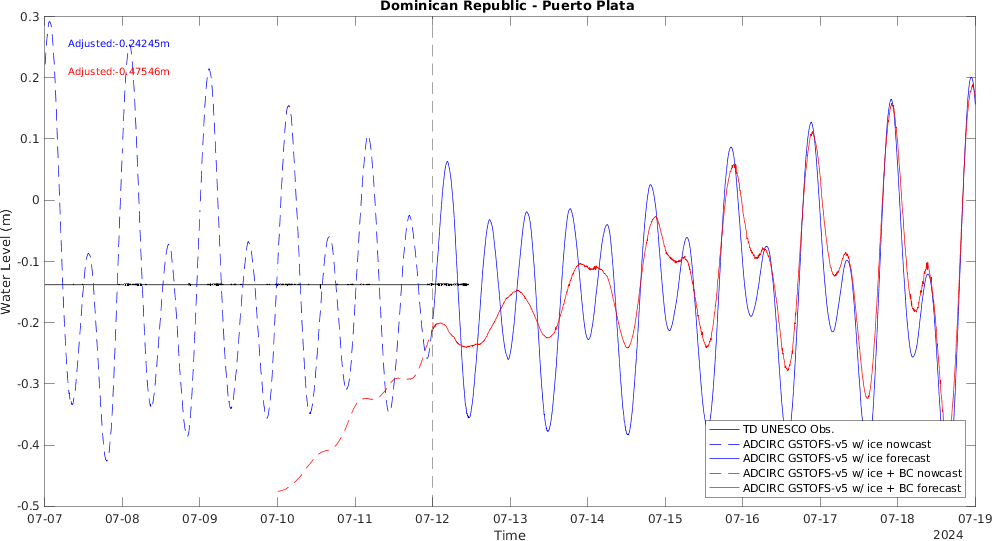 Dominican Republic - Puerto Plata
Adjusted:-0.24245m
Adjusted:-0.47546m
Water Level (m)
0.3
0.2
0.1
0
-0.1
-0.2
-0.3
-0.4
-0.5
TD UNESCO Obs.
ADCIRC GSTOFS-v5 w/ ice nowcast
ADCIRC GSTOFS-v5 w/ ice forecast
ADCIRC GSTOFS-v5 w/ ice + BC nowcast
ADCIRC GSTOFS-v5 w/ ice + BC forecast
07-07 07-08 07-09 07-10 07-11 07-12 07-13 07-14 07-15 07-16 07-17 07-18 07-19
Time
2024